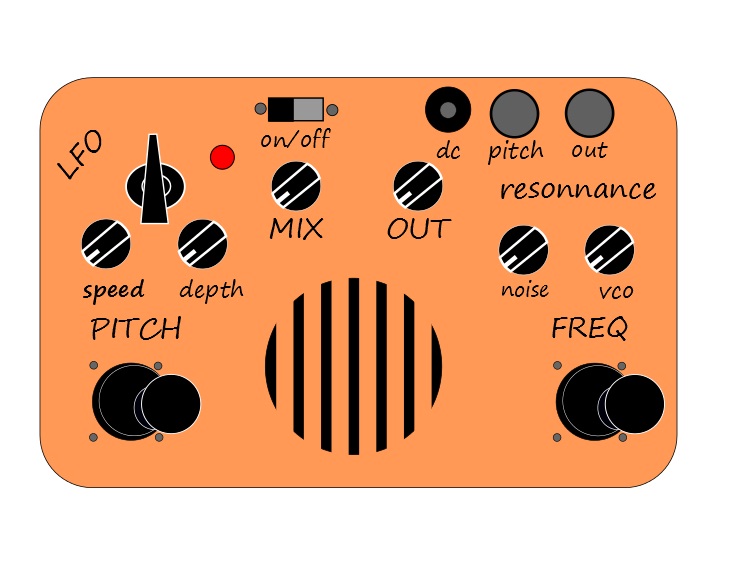 LFO
on/off
dc
pitch
out
resonnance
MIX
OUT
speed
depth
noise
vco
PITCH
FREQ